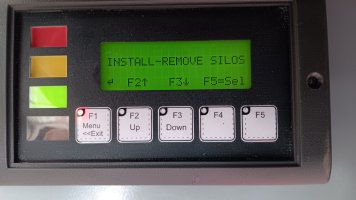 INSTALL-REMOVE SILOS
↵ F2↑ F3↓ F5=Sel
F1 F2 F3 F4 F5
Menu Up Down
<<Exit